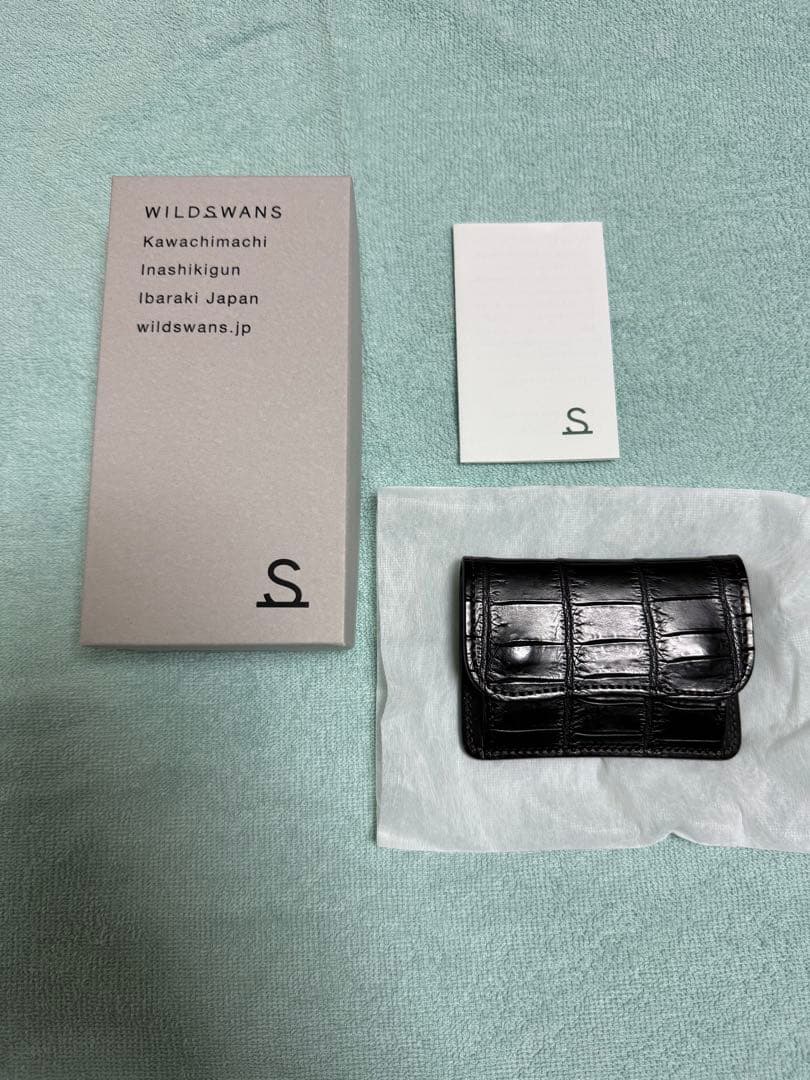 WILDSWANS
Kawachimachi
Inashikigun
Ibaraki Japan
wildswans.jp
S
S